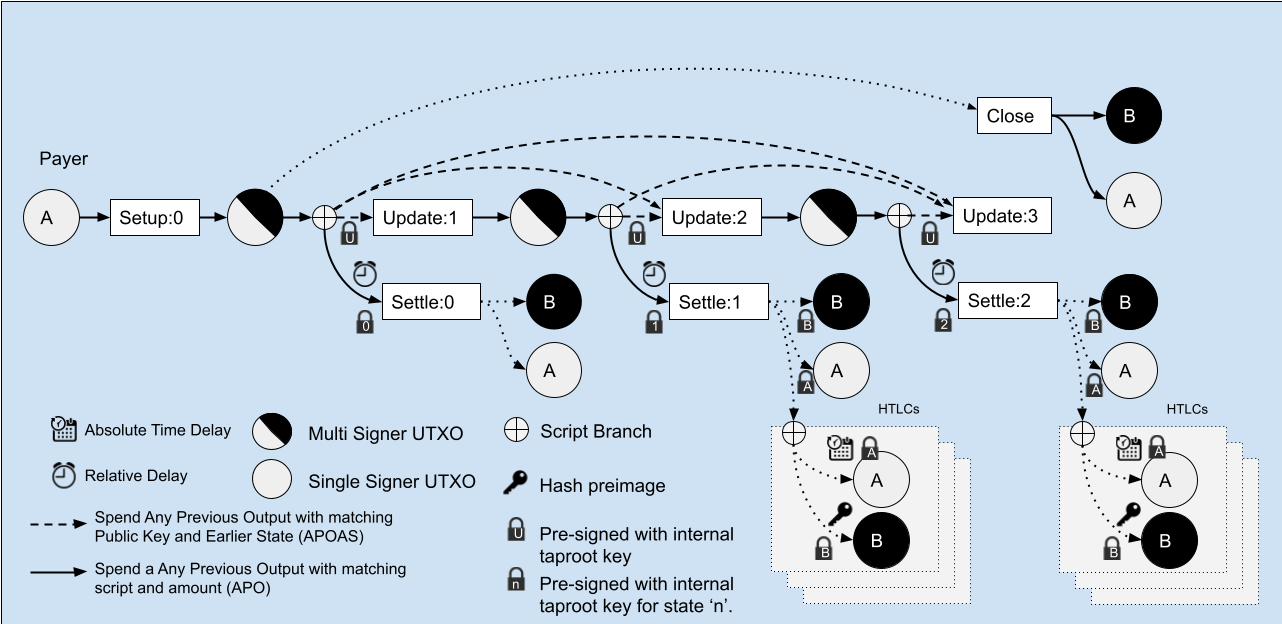 Payer
Close
B
A
A
Setup:0
Update:1
Update:2
Update:3
U
U
U
Settle:0
B
Settle:1
B
Settle:2
B
0
1
B
2
B
A
A
A
A
A
HTLCs
HTLCs
Absolute Time Delay
Multi Signer UTXO
Script Branch
A
A
A
A
Relative Delay
Single Signer UTXO
Hash preimage
B
B
B
B
Spend Any Previous Output with matching
Public Key and Earlier State (APOAS)
U
Pre-signed with internal
taproot key
Spend a Any Previous Output with matching
script and amount (APO)
n
Pre-signed with internal
taproot key for state ‘n’.